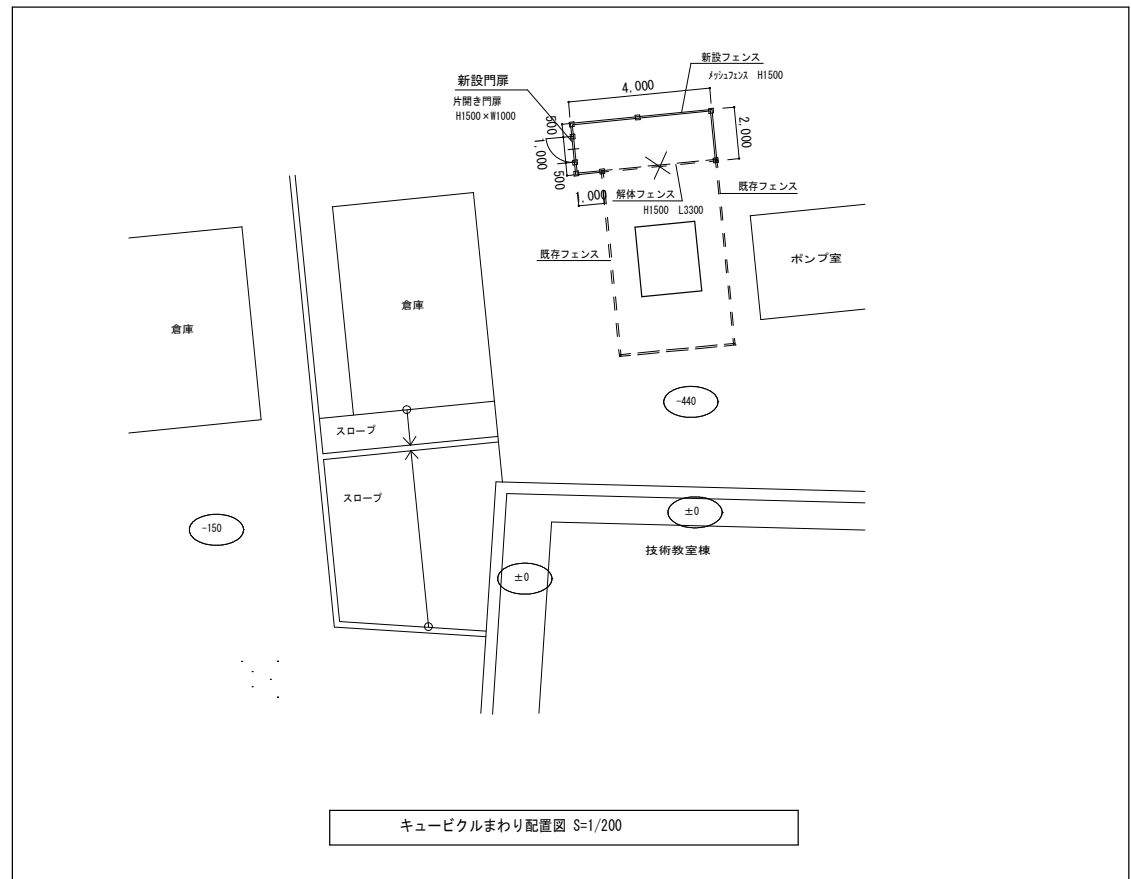 新設フェンス
メッシュフェンス H1500
新設門扉
片開き門扉
H1500×W1000
4,000
2,000
500
1,000
500
1,000
解体フェンス
H1500 L3300
既存フェンス
既存フェンス
ポンプ室
倉庫
倉庫
-440
スロープ
スロープ
-150
±0
±0
技術教室棟
キュービクルまわり配置図 S=1/200